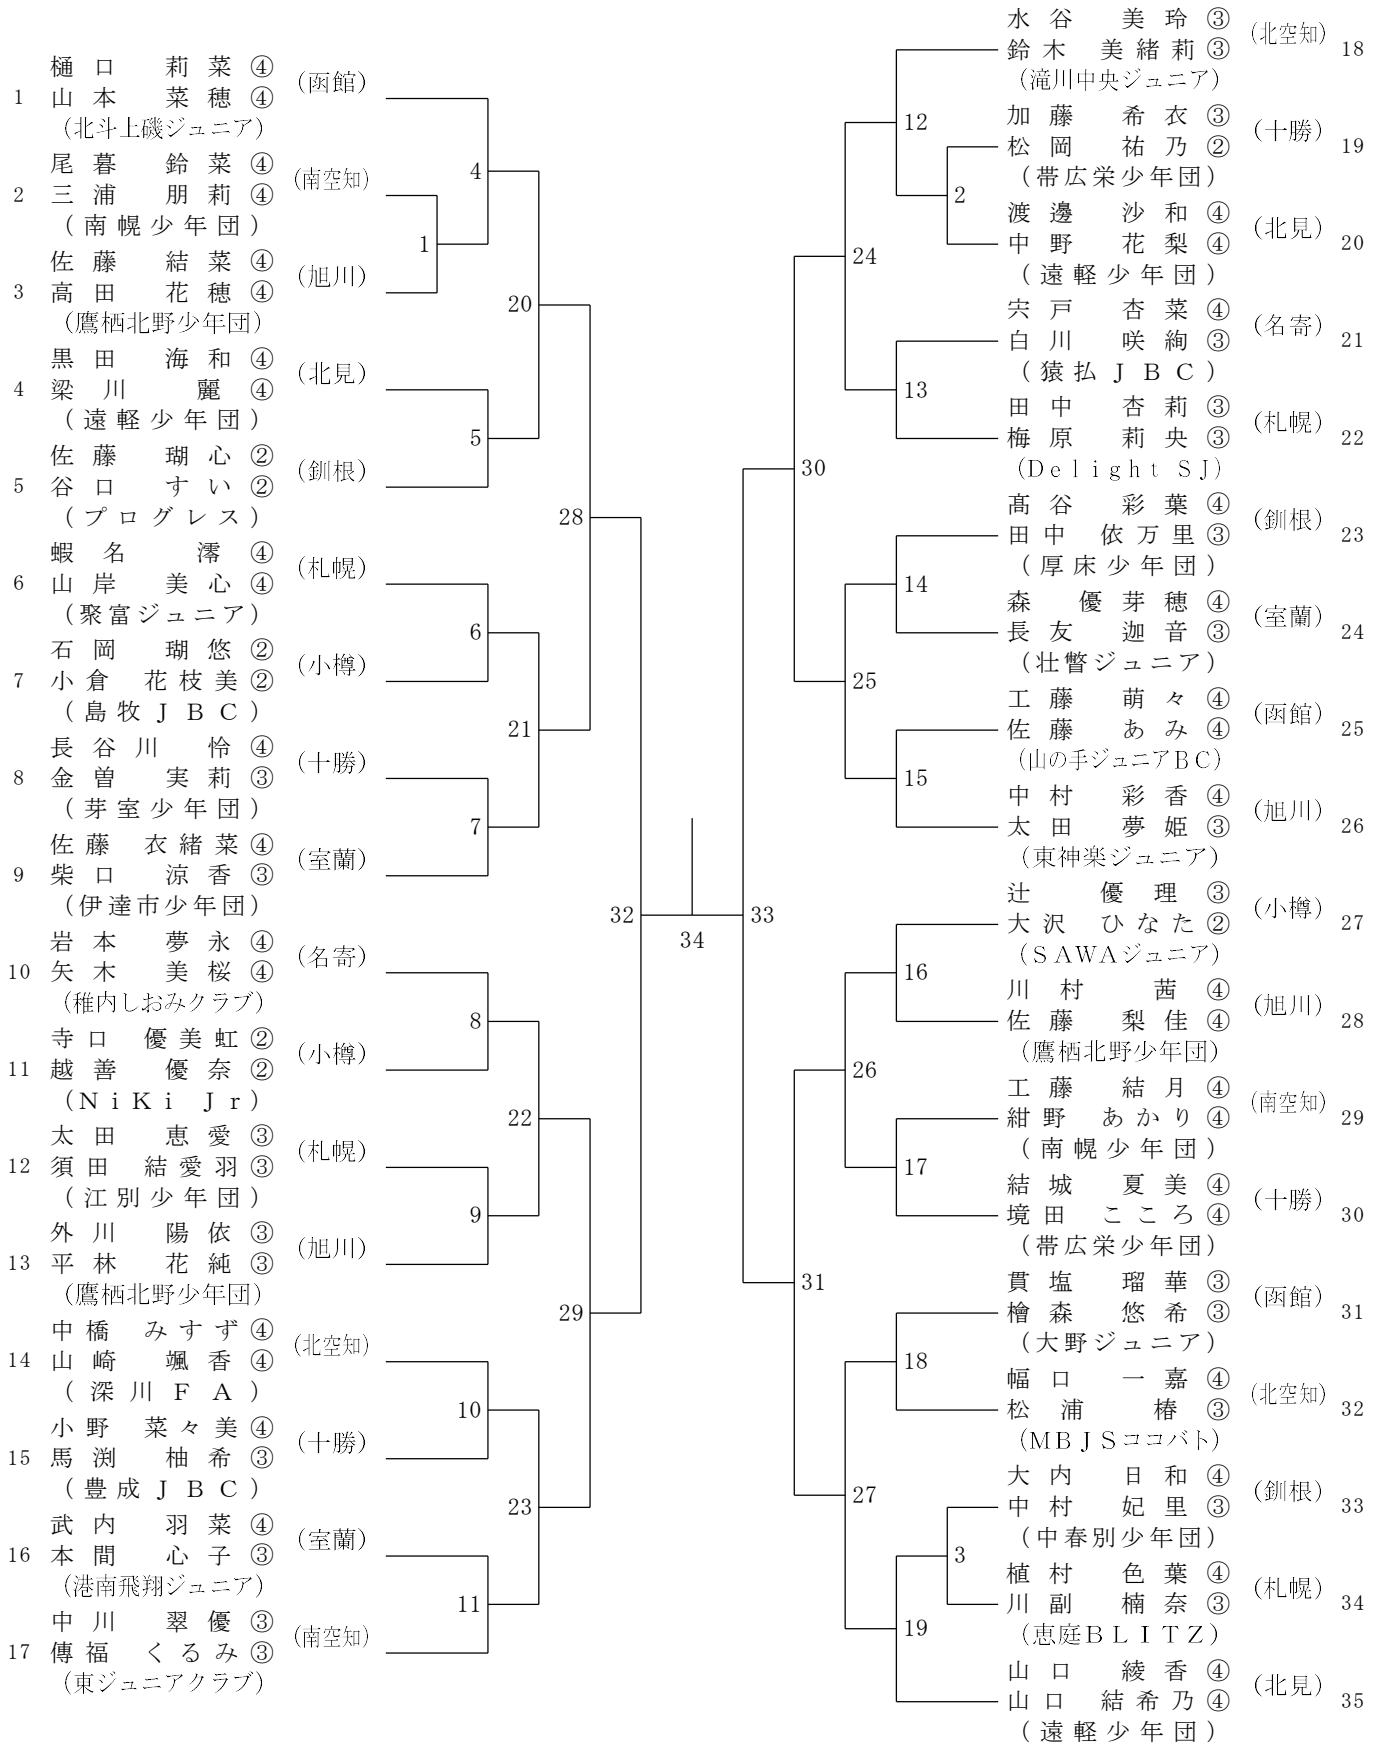 樋口 莉菜④ (函館)
1 山本 菜穂④
(北斗上磯ジュニア)
尾暮 鈴菜④ (南空知)
2 三浦 朋莉④
(南幌少年団)
佐藤 結菜④ (旭川)
3 高田 花穂④
(鷹栖北野少年団)
黒田 海和④ (北見)
4 梁川 麗④
(遠軽少年団)
佐藤 瑚心② (釧根)
5 谷口 すい②
(プログレス)
蝦名 澪④ (札幌)
6 山岸 美心④
(聚富ジュニア)
石岡 瑚悠② (小樽)
7 小倉 花枝美②
(島牧JBC)
長谷川 怜④ (十勝)
8 金曽 実莉③
(芽室少年団)
佐藤 衣緒菜④ (室蘭)
9 柴口 涼香③
(伊達市少年団)
岩本 夢永④ (名寄)
10 矢木 美桜④
(稚内しおみクラブ)
寺口 優美虹② (小樽)
11 越善 優奈②
(NiKi Jr)
太田 恵愛③ (札幌)
12 須田 結愛羽③
(江別少年団)
外川 陽依③ (旭川)
13 平林 花純③
(鷹栖北野少年団)
中橋 みすず④ (北空知)
14 山崎 颯香④
(深川FA)
小野 菜々美④ (十勝)
15 馬渕 柚希③
(豊成JBC)
武内 羽菜④ (室蘭)
16 本間 心子③
(港南飛翔ジュニア)
中川 翠優③ (南空知)
17 傳福 くるみ③
(東ジュニアクラブ)
4
1
20
5
28
6
21
7
32
8
22
9
29
10
23
11
34
33
12
2
24
13
30
14
25
15
16
26
17
31
18
27
3
19
水谷 美玲③ (北空知)
鈴木 美緒莉③ 18
(滝川中央ジュニア)
加藤 希衣③ (十勝)
松岡 祐乃② 19
(帯広栄少年団)
渡邊 沙和④ (北見)
中野 花梨④ 20
(遠軽少年団)
宍戸 杏菜④ (名寄)
白川 咲絢③ 21
(猿払JBC)
田中 杏莉③ (札幌)
梅原 莉央③ 22
(Delight SJ)
髙谷 彩葉④ (釧根)
田中 依万里③ 23
(厚床少年団)
森 優芽穂④ (室蘭)
長友 迦音③ 24
(壮瞥ジュニア)
工藤 萌々④ (函館)
佐藤 あみ④ 25
(山の手ジュニアBC)
中村 彩香④ (旭川)
太田 夢姫③ 26
(東神楽ジュニア)
辻 優理③ (小樽)
大沢 ひなた② 27
(SAWAジュニア)
川村 茜④ (旭川)
佐藤 梨佳④ 28
(鷹栖北野少年団)
工藤 結月④ (南空知)
紺野 あかり④ 29
(南幌少年団)
結城 夏美④ (十勝)
境田 こころ④ 30
(帯広栄少年団)
貫塩 瑠華③ (函館)
檜森 悠希③ 31
(大野ジュニア)
幅口 一嘉④ (北空知)
松浦 椿③ 32
(MBJSココバト)
大内 日和④ (釧根)
中村 妃里③ 33
(中春別少年団)
植村 色葉④ (札幌)
川副 楠奈③ 34
(恵庭BLITZ)
山口 綾香④ (北見)
山口 結希乃④ 35
(遠軽少年団)